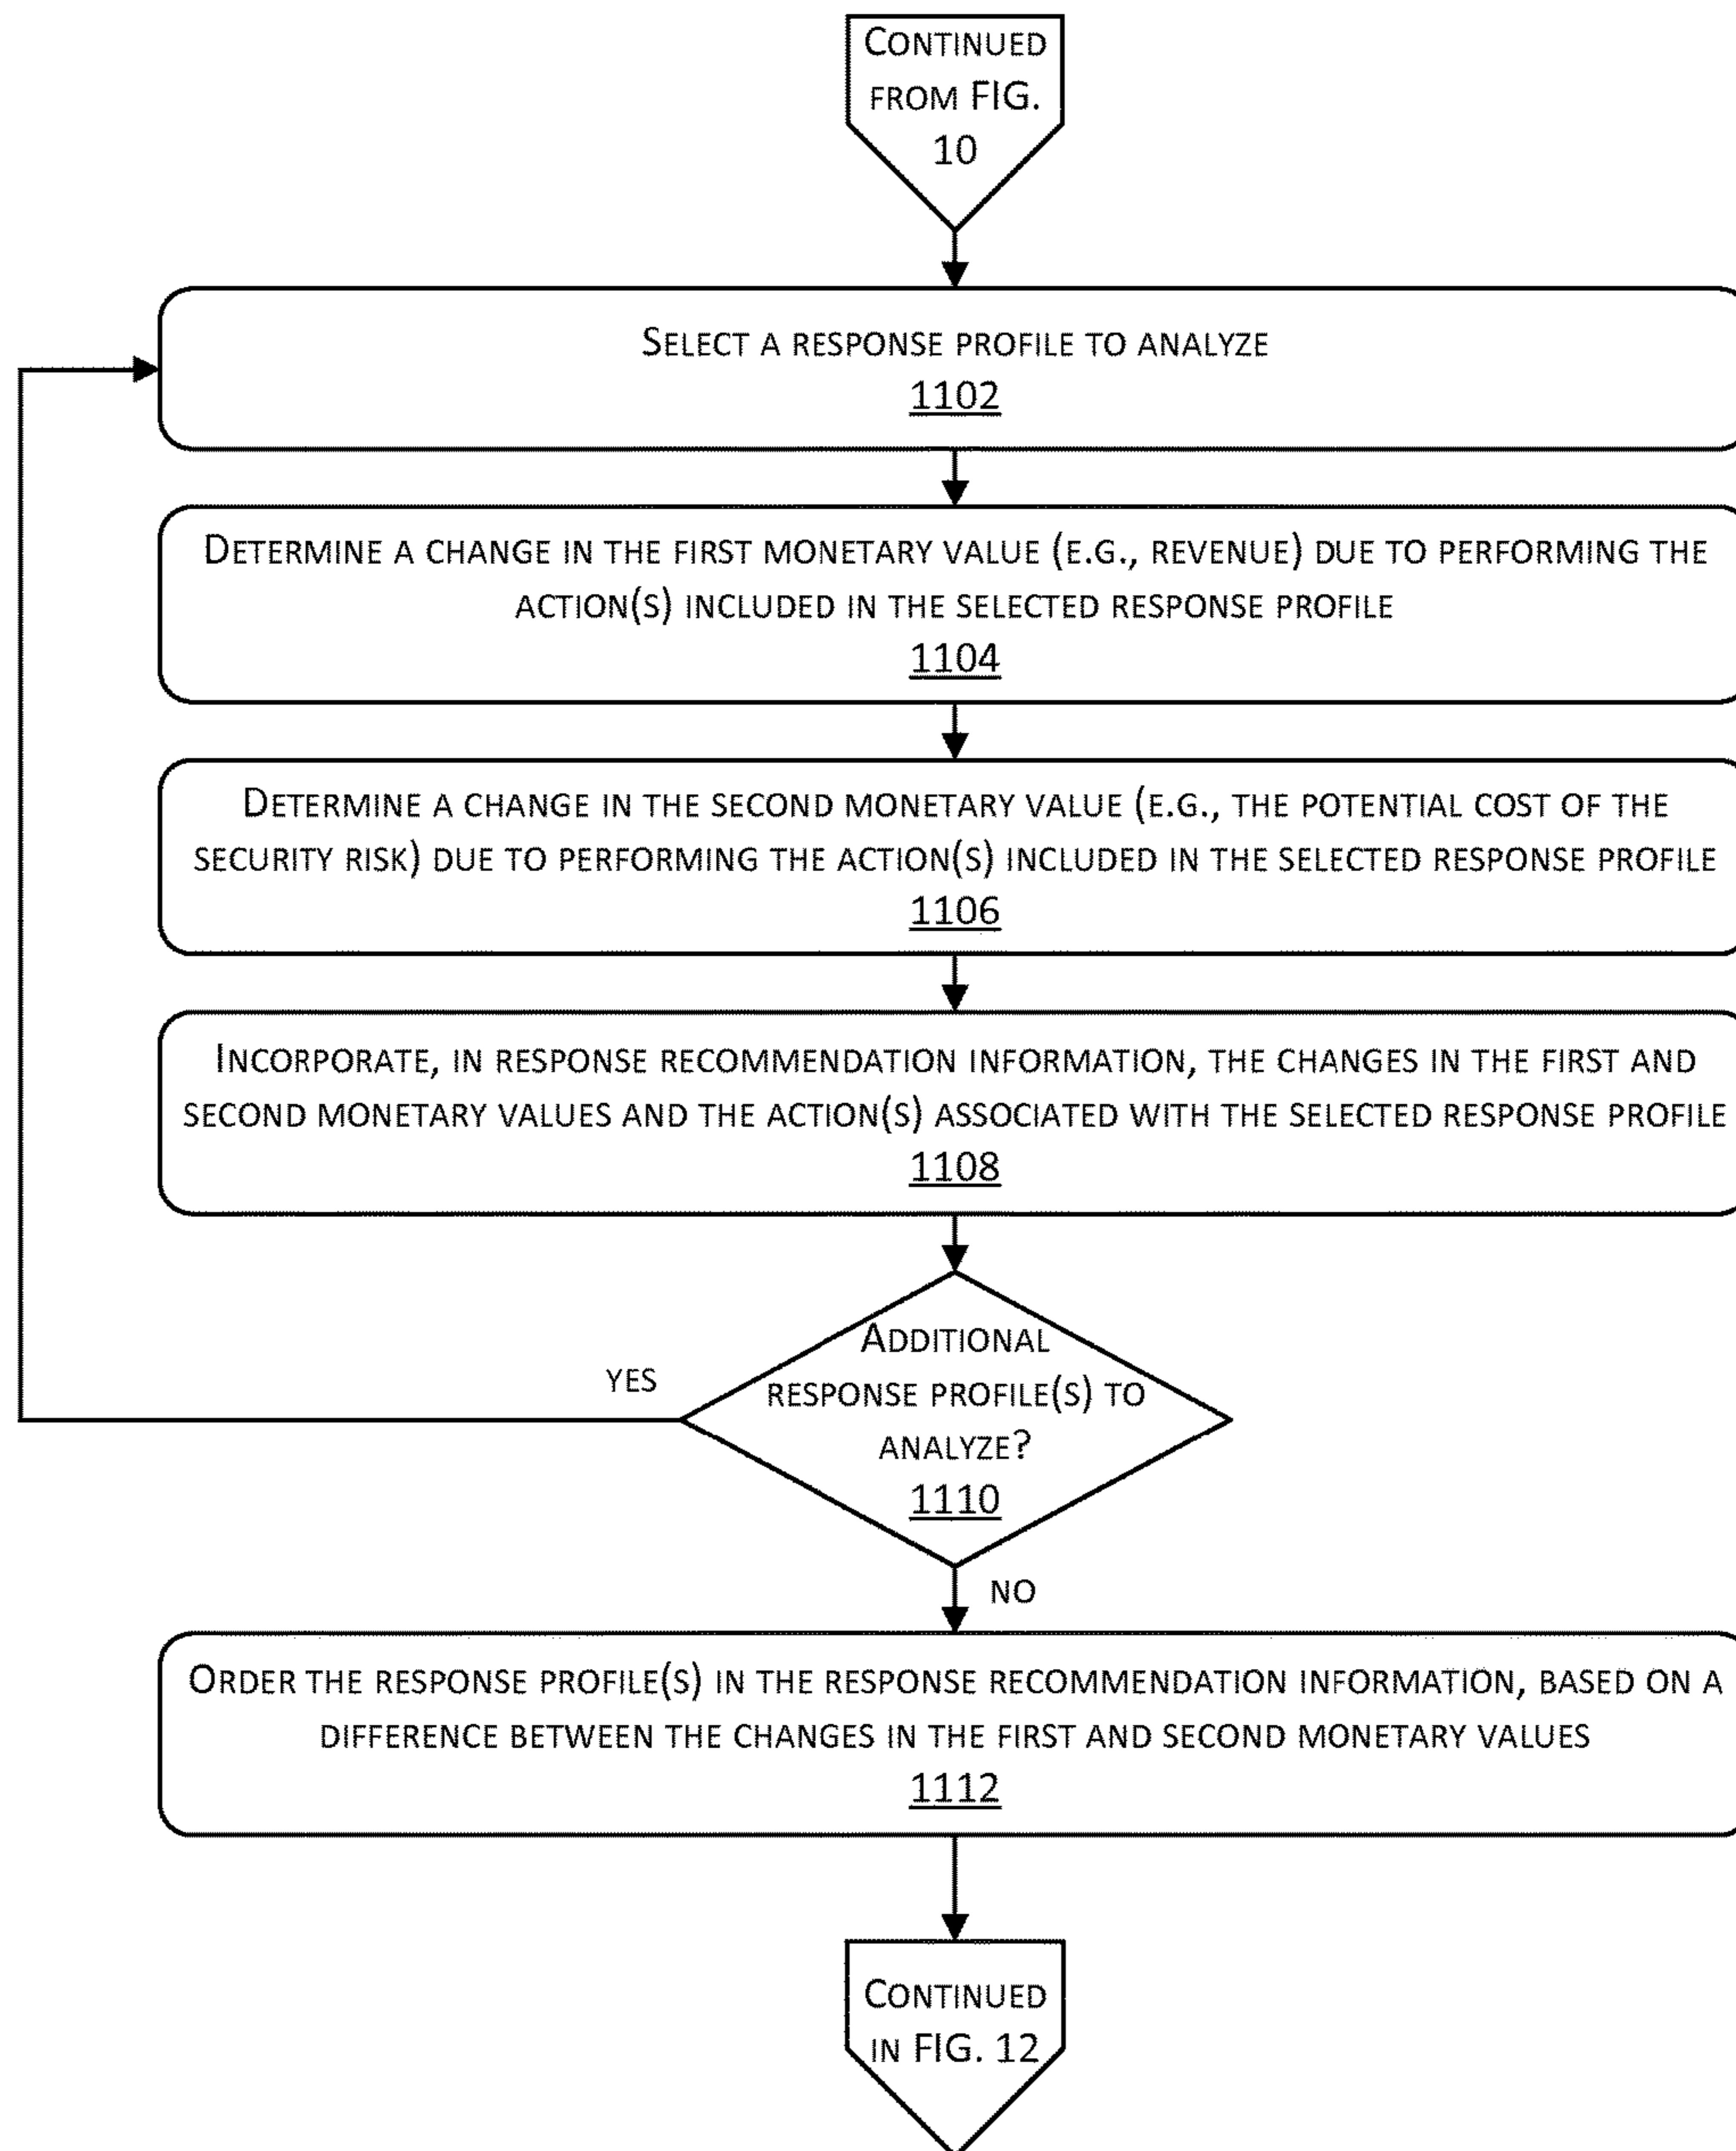 CONTINUED
FROM FIG.
10
SELECT A RESPONSE PROFILE TO ANALYZE
1102
DETERMINE A CHANGE IN THE FIRST MONETARY VALUE (E.G., REVENUE) DUE TO PERFORMING THE
ACTION(S) INCLUDED IN THE SELECTED RESPONSE PROFILE
1104
DETERMINE A CHANGE IN THE SECOND MONETARY VALUE (E.G., THE POTENTIAL COST OF THE
SECURITY RISK) DUE TO PERFORMING THE ACTION(S) INCLUDED IN THE SELECTED RESPONSE PROFILE
1106
INCORPORATE, IN RESPONSE RECOMMENDATION INFORMATION, THE CHANGES IN THE FIRST AND
SECOND MONETARY VALUES AND THE ACTION(S) ASSOCIATED WITH THE SELECTED RESPONSE PROFILE
1108
ADDITIONAL
RESPONSE PROFILE(S) TO
ANALYZE?
1110
YES
NO
ORDER THE RESPONSE PROFILE(S) IN THE RESPONSE RECOMMENDATION INFORMATION, BASED ON A
DIFFERENCE BETWEEN THE CHANGES IN THE FIRST AND SECOND MONETARY VALUES
1112
CONTINUED
IN FIG. 12